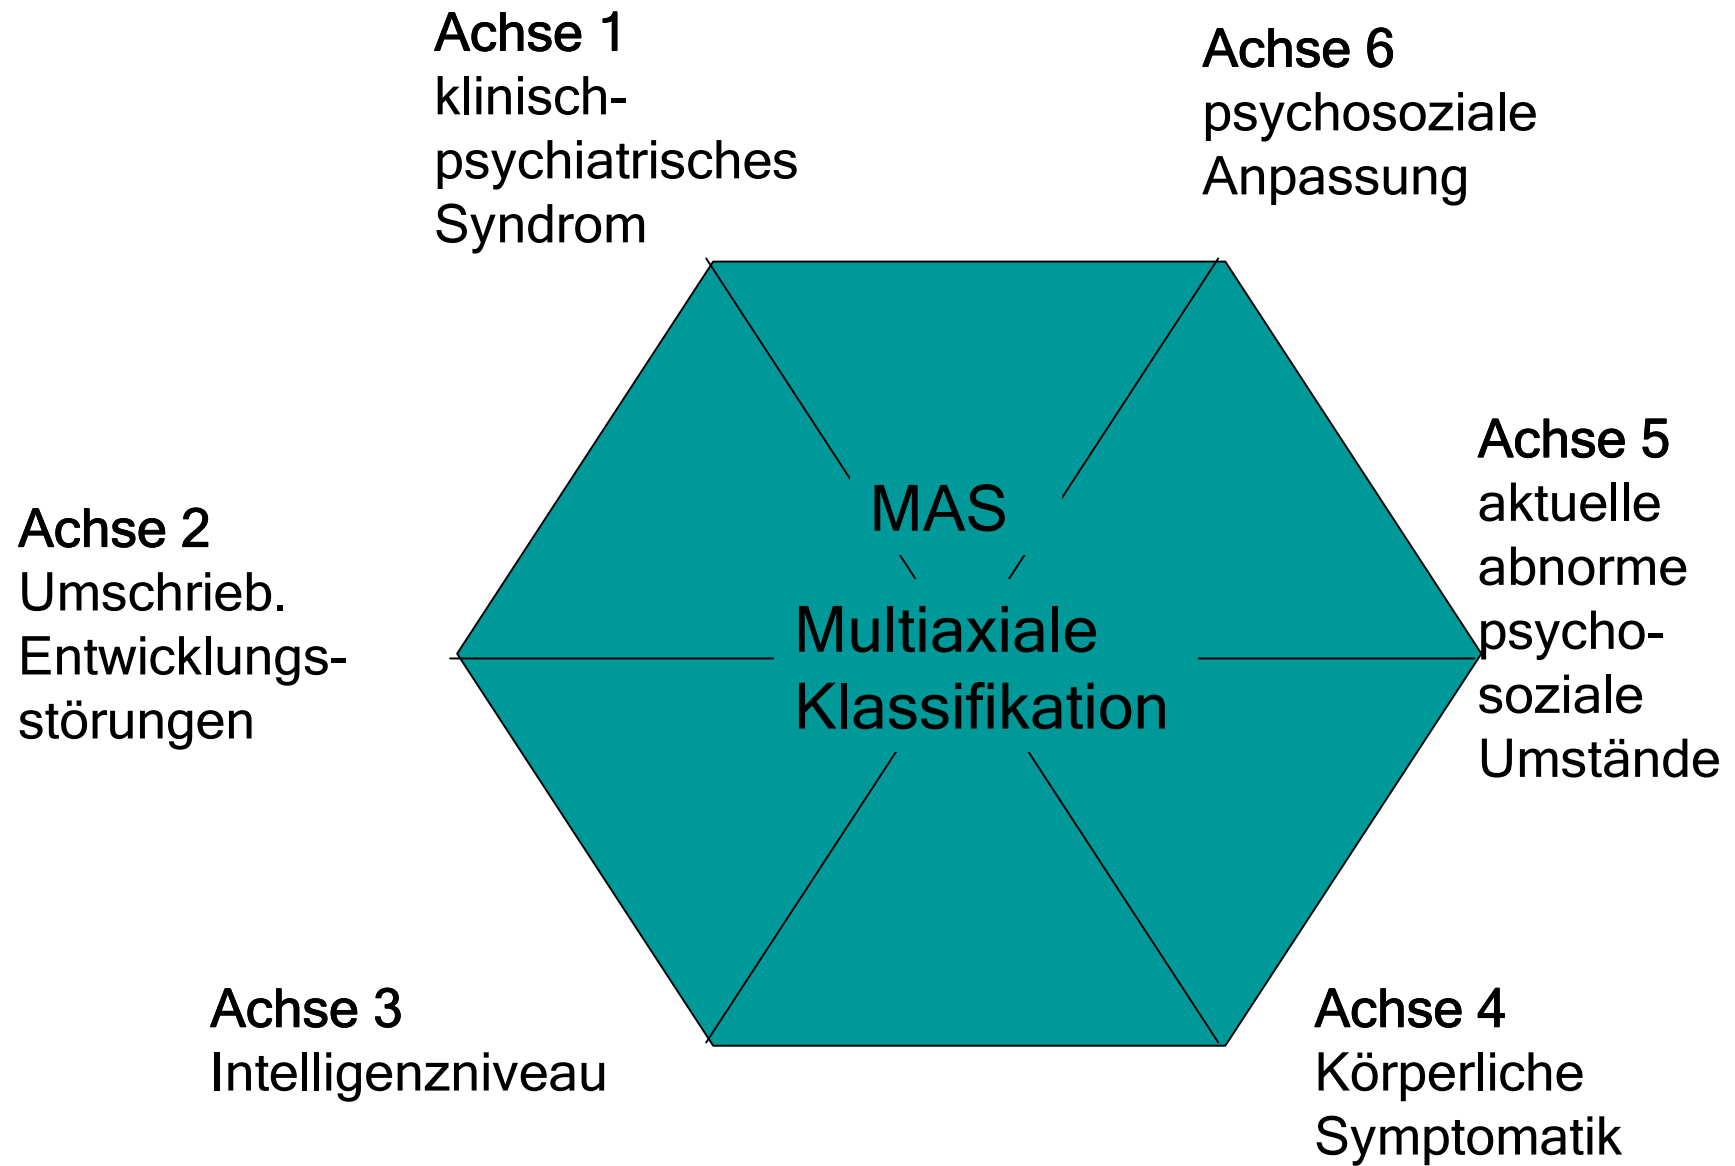 Achse 1
klinisch-
psychiatrisches
Syndrom
Achse 6
psychosoziale
Anpassung
Achse 5
aktuelle
abnorme
psycho-
soziale
Umstände
MAS
Multiaxiale
Klassifikation
Achse 2
Umschrieb.
Entwicklungs-
störungen
Achse 3
Intelligenzniveau
Achse 4
Körperliche
Symptomatik